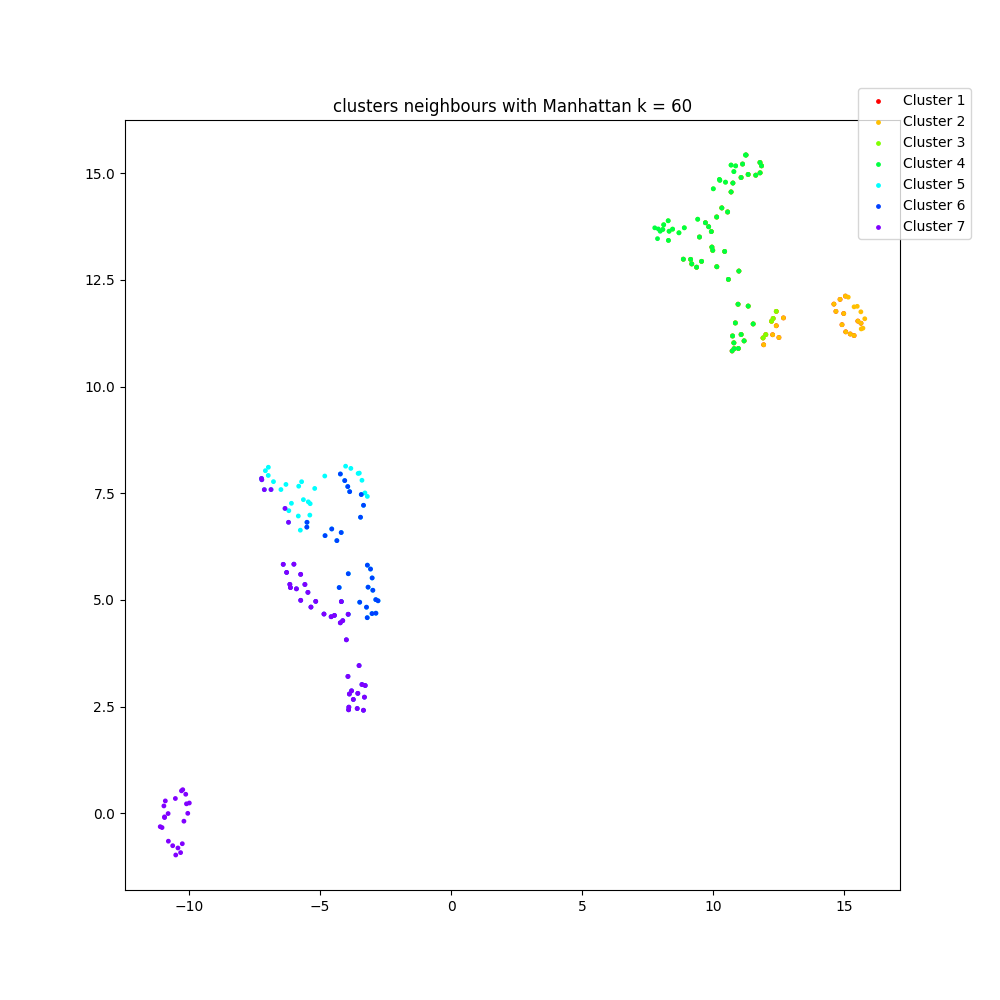 clusters neighbours with Manhattan k = 60
Cluster 1
Cluster 2
Cluster 3
Cluster 4
Cluster 5
Cluster 6
Cluster 7
15.0
12.5
10.0
7.5
5.0
2.5
0.0
−10 −5 0 5 10 15